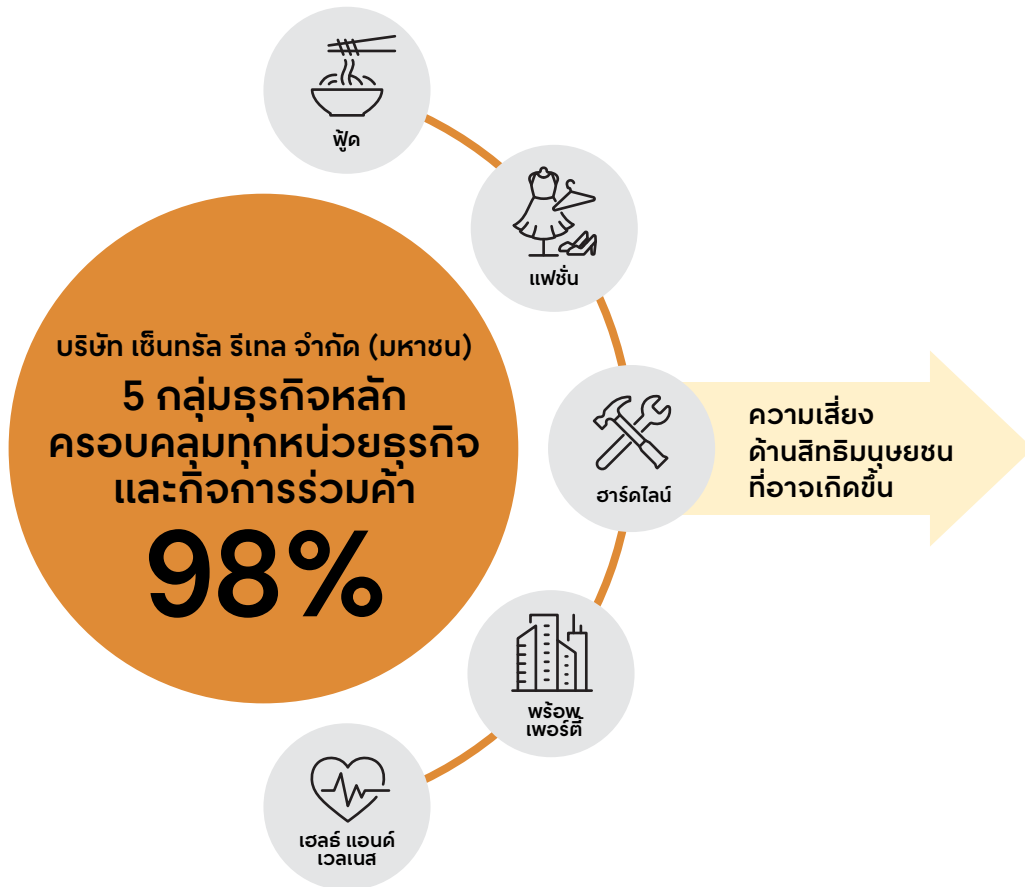 ฟู้ด
แฟชั่น
บริษัท เซ็นทรัล รีเทล จำกัด (มหาชน)
5 กลุ่มธุรกิจหลัก
ครอบคลุมทุกหน่วยธุรกิจ
และกิจการร่วมค้า
98%
ฮาร์ดไลน์
ความเสี่ยง
ด้านสิทธิมนุษยชน
ที่อาจเกิดขึ้น
พร้อพ
เพอร์ตี้
เฮลธ์ แอนด์
เวลเนส